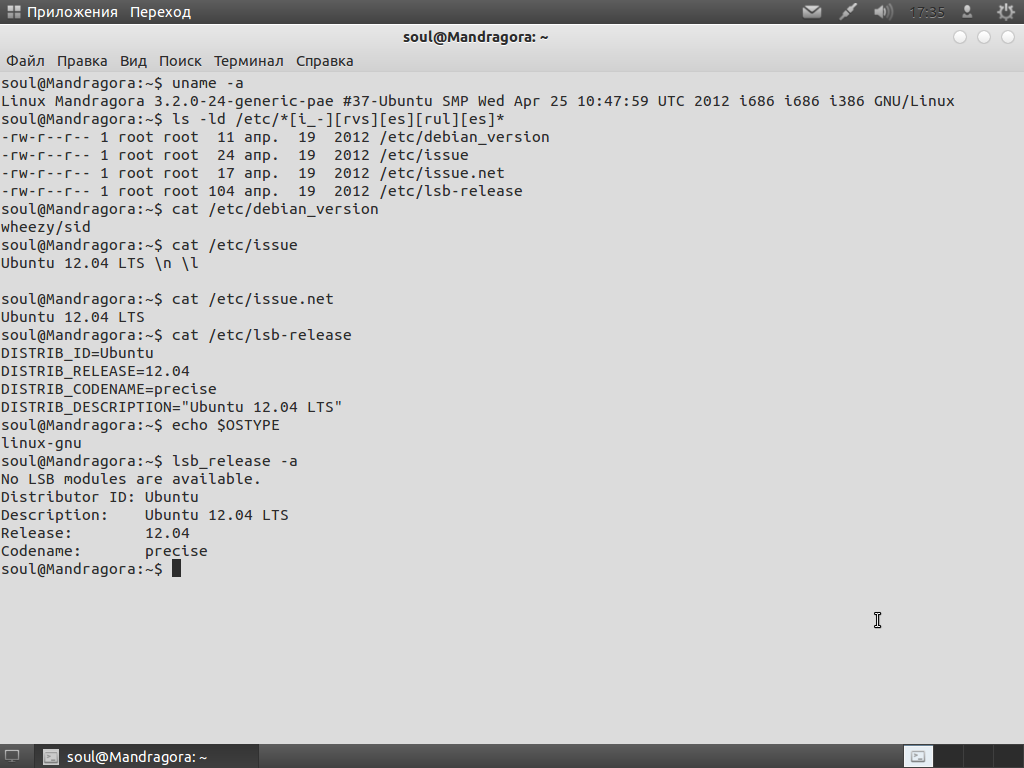 Приложения Переход 17:35
soul@Mandragora: ~
Файл Правка Вид Поиск Терминал Справка
soul@Mandragora:~$ uname -a
Linux Mandragora 3.2.0-24-generic-pae #37-Ubuntu SMP Wed Apr 25 10:47:59 UTC 2012 i686 i686 i386 GNU/Linux
soul@Mandragora:~$ ls -ld /etc/*[i_-][rvs][es][rul][es]*
-rw-r--r-- 1 root root  11 апр.  19  2012 /etc/debian_version
-rw-r--r-- 1 root root  24 апр.  19  2012 /etc/issue
-rw-r--r-- 1 root root  17 апр.  19  2012 /etc/issue.net
-rw-r--r-- 1 root root 104 апр.  19  2012 /etc/lsb-release
soul@Mandragora:~$ cat /etc/debian_version
wheezy/sid
soul@Mandragora:~$ cat /etc/issue
Ubuntu 12.04 LTS \n \l
soul@Mandragora:~$ cat /etc/issue.net
Ubuntu 12.04 LTS
soul@Mandragora:~$ cat /etc/lsb-release
DISTRIB_ID=Ubuntu
DISTRIB_RELEASE=12.04
DISTRIB_CODENAME=precise
DISTRIB_DESCRIPTION="Ubuntu 12.04 LTS"
soul@Mandragora:~$ echo $OSTYPE
linux-gnu
soul@Mandragora:~$ lsb_release -a
No LSB modules are available.
Distributor ID: Ubuntu
Description:    Ubuntu 12.04 LTS
Release:        12.04
Codename:       precise
soul@Mandragora:~$
soul@Mandragora: ~